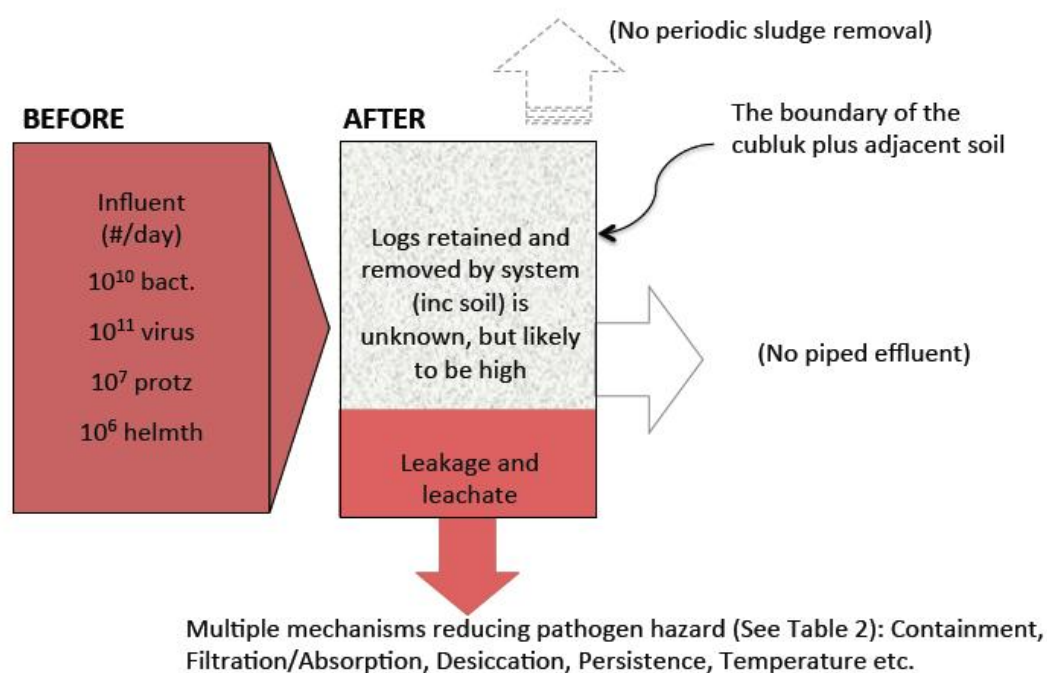 (No periodic sludge removal)
BEFORE
AFTER
The boundary of the
cubluk plus adjacent soil
Influent
(#/day)
10¹⁰ bact.
10¹¹ virus
10⁷ protz
10⁶ helmth
Logs retained and
removed by system
(inc soil) is
unknown, but likely
to be high
(No piped effluent)
Leakage and
leachate
Multiple mechanisms reducing pathogen hazard (See Table 2): Containment,
Filtration/Absorption, Desiccation, Persistence, Temperature etc.